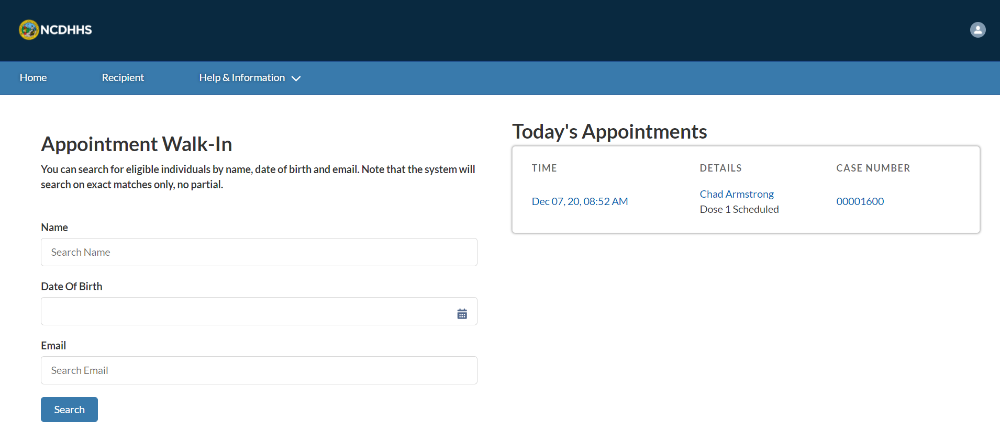 NCDHHS
Home
Recipient
Help & Information
Appointment Walk-In
You can search for eligible individuals by name, date of birth and email. Note that the system will
search on exact matches only, no partial.
Name
Search Name
Date Of Birth
Email
Search Email
Search
Today's Appointments
TIME
DETAILS
CASE NUMBER
Dec 07, 20, 08:52 AM
Chad Armstrong
Dose 1 Scheduled
00001600